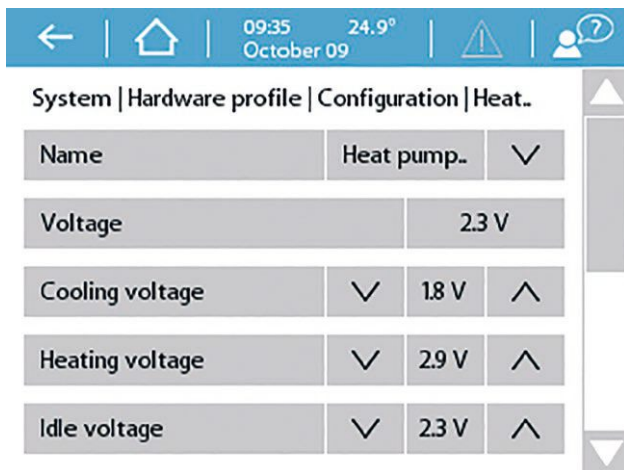 09:35 24.9°
October 09
?
System | Hardware profile | Configuration | Heat..
Name Heat pump..
Voltage 2.3 V
Cooling voltage 1.8 V
Heating voltage 2.9 V
Idle voltage 2.3 V